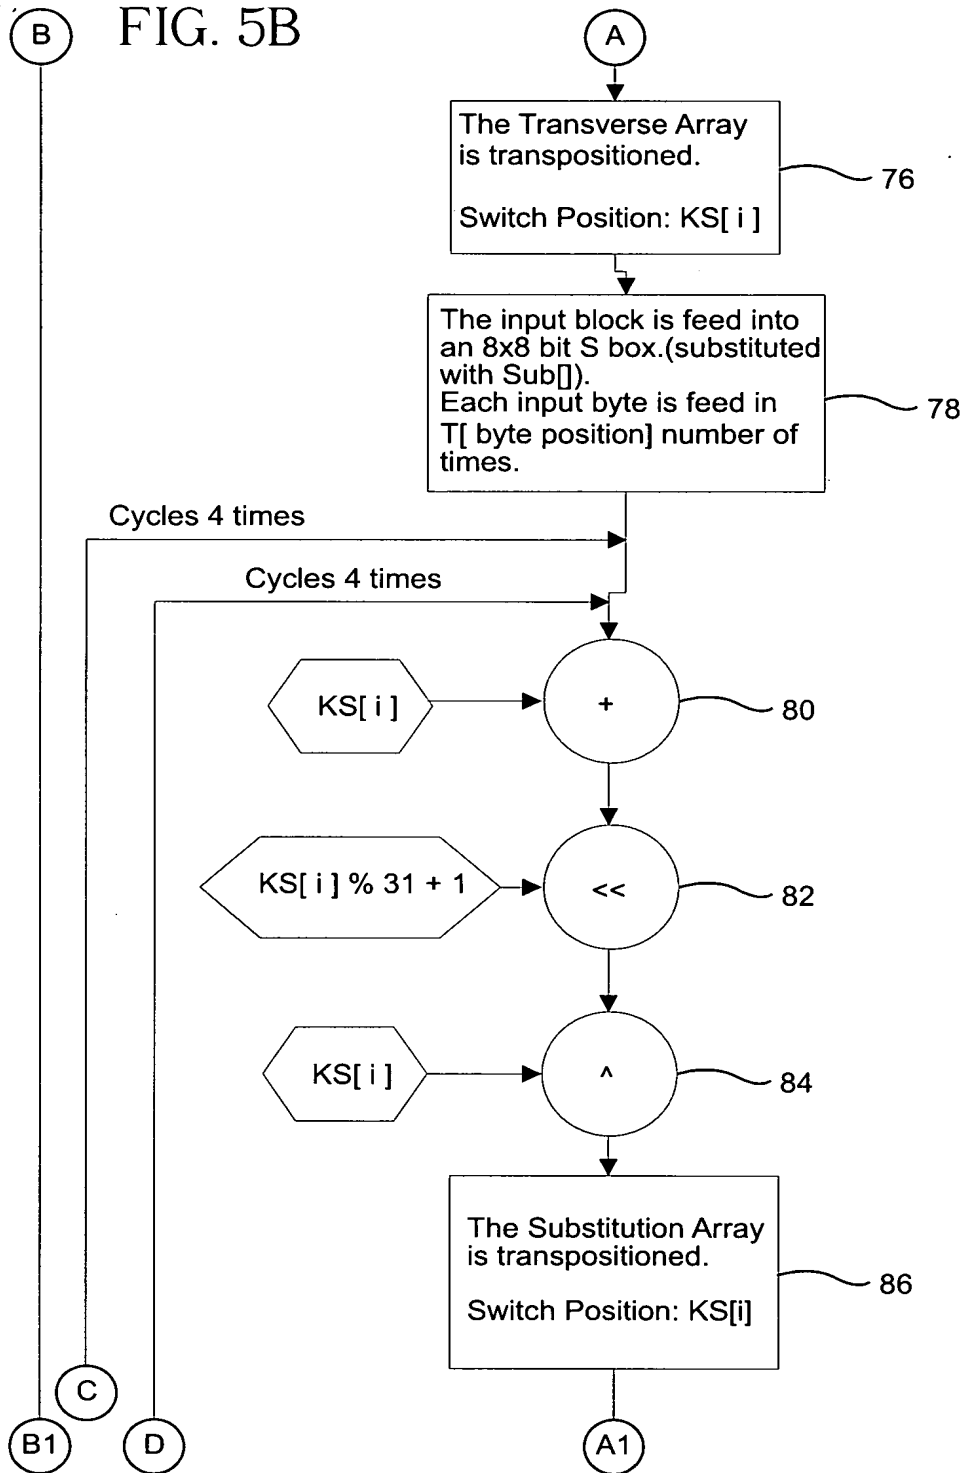 B
FIG. 5B
A
The Transverse Array
is transpositioned.
Switch Position: KS[ i ]
76
The input block is feed into
an 8x8 bit S box.(substituted
with Sub[]).
Each input byte is feed in
T[ byte position] number of
times.
78
Cycles 4 times
Cycles 4 times
KS[ i ]
+
80
KS[ i ] % 31 + 1
<<
82
KS[ i ]
^
84
The Substitution Array
is transpositioned.
Switch Position: KS[i]
86
C
B1
D
A1